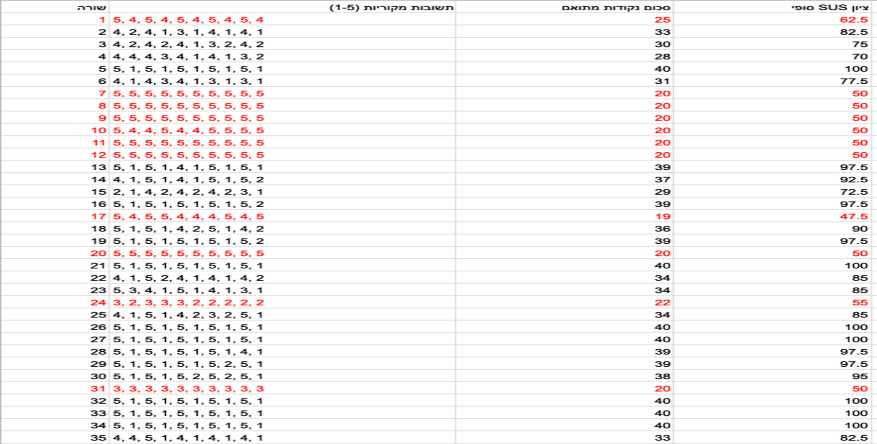 שורה תשובות מקוריות (1-5) סכום נקודות מתואם ציון SUS סופי
1 5, 4, 5, 4, 5, 4, 5, 4, 5, 4 25 62.5
2 4, 2, 4, 1, 3, 1, 4, 1, 4, 1 33 82.5
3 4, 2, 4, 2, 4, 1, 3, 2, 4, 2 30 75
4 4, 4, 4, 3, 4, 1, 4, 1, 3, 2 28 70
5 5, 1, 5, 1, 5, 1, 5, 1, 5, 1 40 100
6 4, 1, 4, 3, 4, 1, 3, 1, 3, 1 31 77.5
7 5, 5, 5, 5, 5, 5, 5, 5, 5, 5 20 50
8 5, 5, 5, 5, 5, 5, 5, 5, 5, 5 20 50
9 5, 5, 5, 5, 5, 5, 5, 5, 5, 5 20 50
10 5, 4, 4, 5, 4, 4, 5, 5, 5, 5 20 50
11 5, 5, 5, 5, 5, 5, 5, 5, 5, 5 20 50
12 5, 5, 5, 5, 5, 5, 5, 5, 5, 5 20 50
13 5, 1, 5, 1, 4, 1, 5, 1, 5, 1 39 97.5
14 4, 1, 5, 1, 4, 1, 5, 1, 5, 2 37 92.5
15 2, 1, 4, 2, 4, 2, 4, 2, 3, 1 29 72.5
16 5, 1, 5, 1, 5, 1, 5, 1, 5, 2 39 97.5
17 5, 4, 5, 5, 4, 4, 4, 5, 4, 5 19 47.5
18 5, 1, 5, 1, 4, 2, 5, 1, 4, 2 36 90
19 5, 1, 5, 1, 5, 1, 5, 1, 5, 2 39 97.5
20 5, 5, 5, 5, 5, 5, 5, 5, 5, 5 20 50
21 5, 1, 5, 1, 5, 1, 5, 1, 5, 1 40 100
22 4, 1, 5, 2, 4, 1, 4, 1, 4, 2 34 85
23 5, 3, 4, 1, 5, 1, 4, 1, 3, 1 34 85
24 3, 2, 3, 3, 3, 2, 2, 2, 2, 2 22 55
25 4, 1, 5, 1, 4, 2, 3, 2, 5, 1 34 85
26 5, 1, 5, 1, 5, 1, 5, 1, 5, 1 40 100
27 5, 1, 5, 1, 5, 1, 5, 1, 5, 1 40 100
28 5, 1, 5, 1, 5, 1, 5, 1, 4, 1 39 97.5
29 5, 1, 5, 1, 5, 1, 5, 2, 5, 1 39 97.5
30 5, 1, 5, 1, 5, 2, 5, 2, 5, 1 38 95
31 3, 3, 3, 3, 3, 3, 3, 3, 3, 3 20 50
32 5, 1, 5, 1, 5, 1, 5, 1, 5, 1 40 100
33 5, 1, 5, 1, 5, 1, 5, 1, 5, 1 40 100
34 5, 1, 5, 1, 5, 1, 5, 1, 5, 1 40 100
35 4, 4, 5, 1, 4, 1, 4, 1, 4, 1 33 82.5